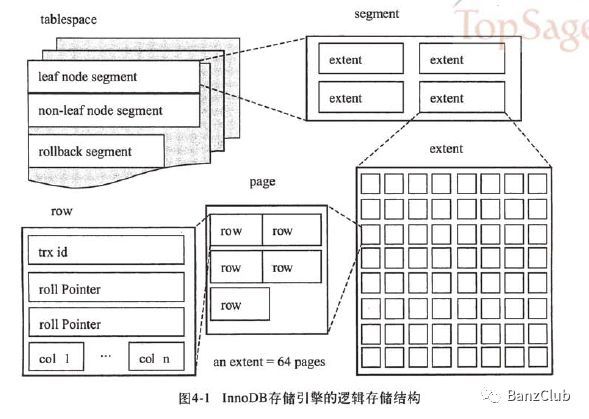 tablespace
leaf node segment
non-leaf node segment
rollback segment
segment
extent extent
extent extent
extent
page
row row
row row
row
an extent = 64 pages
row
trx id
roll Pointer
roll Pointer
col 1 ... col n
图4-1 InnoDB存储引擎的逻辑存储结构
TopSage
BanzClub